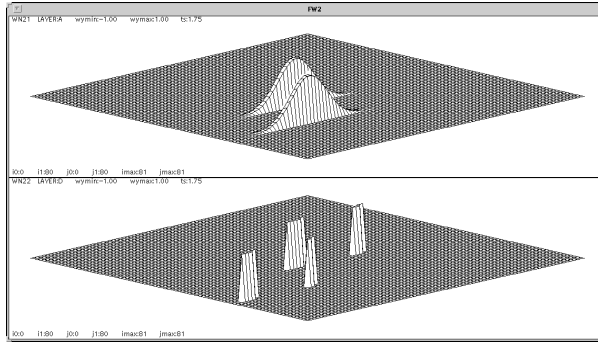 FW2
WN21 LAYER:A wymin:-1.00 wymax:1.00 ts:1.75
i0:0 i1:80 j0:0 j1:80 imax:81 jmax:81
WN22 LAYER:D wymin:-1.00 wymax:1.00 ts:1.75
i0:0 i1:80 j0:0 j1:80 imax:81 jmax:81